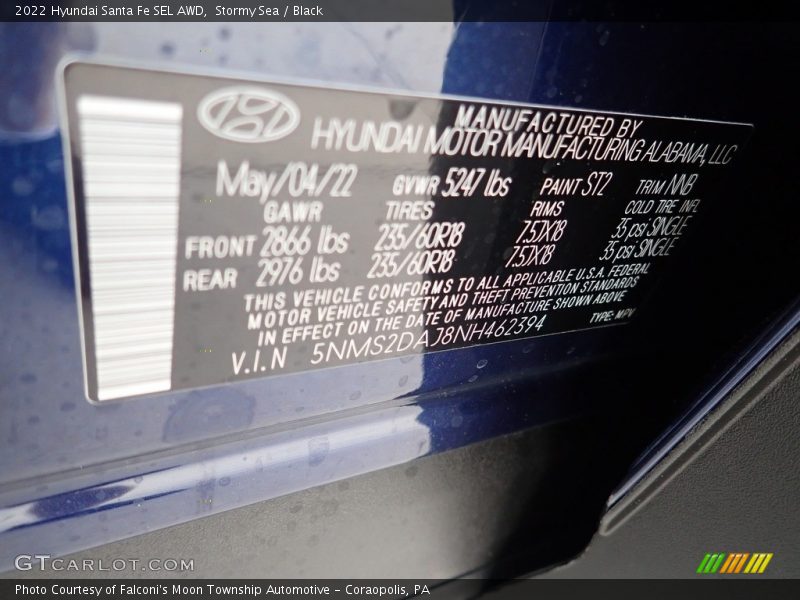 2022 Hyundai Santa Fe SEL AWD, Stormy Sea / Black
MANUFACTURED BY
HYUNDAI MOTOR MANUFACTURING ALABAMA, LLC
May/04/22 GVWR 5247 lbs PAINT ST2 TRIM NNB
GAWR TIRES RIMS COLD TIRE INFL
FRONT 2866 lbs 235/60R18 7.5JX18 35 psi SINGLE
REAR 2976 lbs 235/60R18 7.5JX18 35 psi SINGLE
THIS VEHICLE CONFORMS TO ALL APPLICABLE U.S.A. FEDERAL
MOTOR VEHICLE SAFETY AND THEFT PREVENTION STANDARDS
IN EFFECT ON THE DATE OF MANUFACTURE SHOWN ABOVE
V.I.N 5NMS2DAJ8NH462394 TYPE: MPV
GTCARLOT.COM
Photo Courtesy of Falconi's Moon Township Automotive - Coraopolis, PA